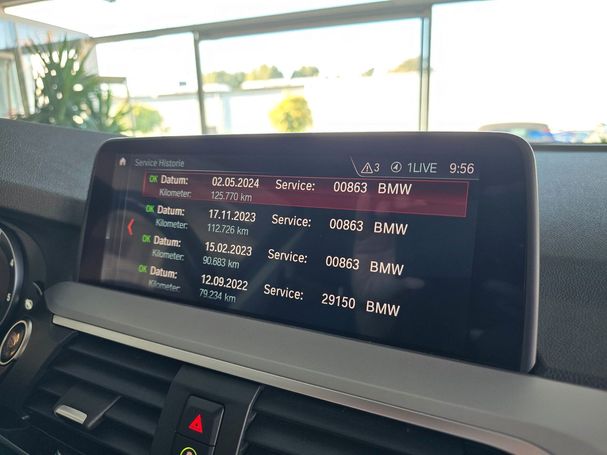 Service Historie 3 1LIVE 9:56
OK Datum: 02.05.2024 Service: 00863 BMW
Kilometer: 125.770 km
OK Datum: 17.11.2023 Service: 00863 BMW
Kilometer: 112.726 km
OK Datum: 15.02.2023 Service: 00863 BMW
Kilometer: 90.683 km
OK Datum: 12.09.2022 Service: 29150 BMW
Kilometer: 79.234 km